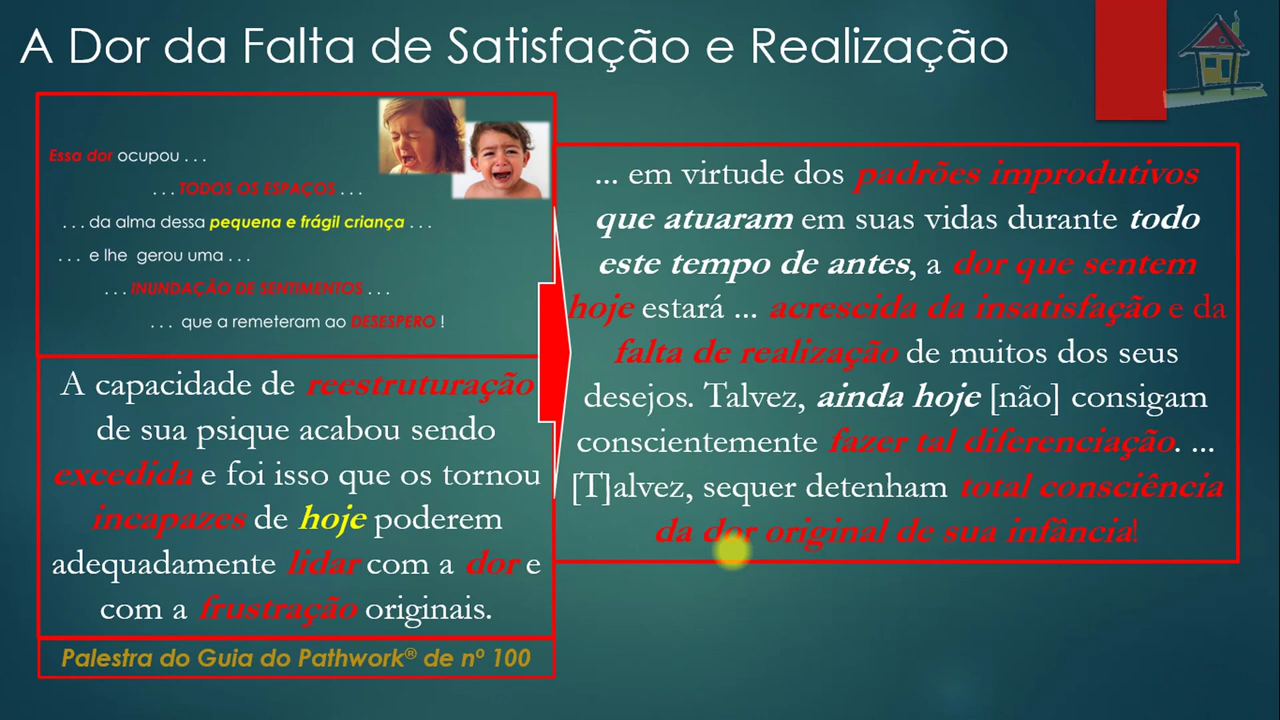 A Dor da Falta de Satisfação e Realização
Essa dor ocupou . . .
. . . TODOS OS ESPAÇOS . . .
. . . da alma dessa pequena e frágil criança . . .
. . . e lhe gerou uma . . .
. . . INUNDAÇÃO DE SENTIMENTOS . . .
. . . que a remeteram ao DESESPERO !
A capacidade de reestruturação
de sua psique acabou sendo
excedida e foi isso que os tornou
incapazes de hoje poderem
adequadamente lidar com a dor e
com a frustração originais.
Palestra do Guia do Pathwork® de nº 100
... em virtude dos padrões improdutivos
que atuaram em suas vidas durante todo
este tempo de antes, a dor que sentem
hoje estará ... acrescida da insatisfação e da
falta de realização de muitos dos seus
desejos. Talvez, ainda hoje [não] consigam
conscientemente fazer tal diferenciação. ...
[T]alvez, sequer detenham total consciência
da dor original de sua infância!